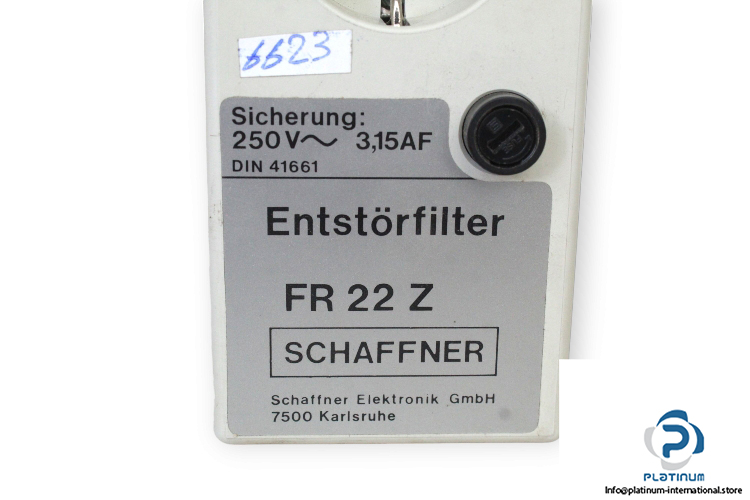 6623
Sicherung:
250V~ 3,15AF
DIN 41661
Entstörfilter
FR 22 Z
SCHAFFNER
Schaffner Elektronik GmbH
7500 Karlsruhe
PLATINUM
Info@platinum-international.store